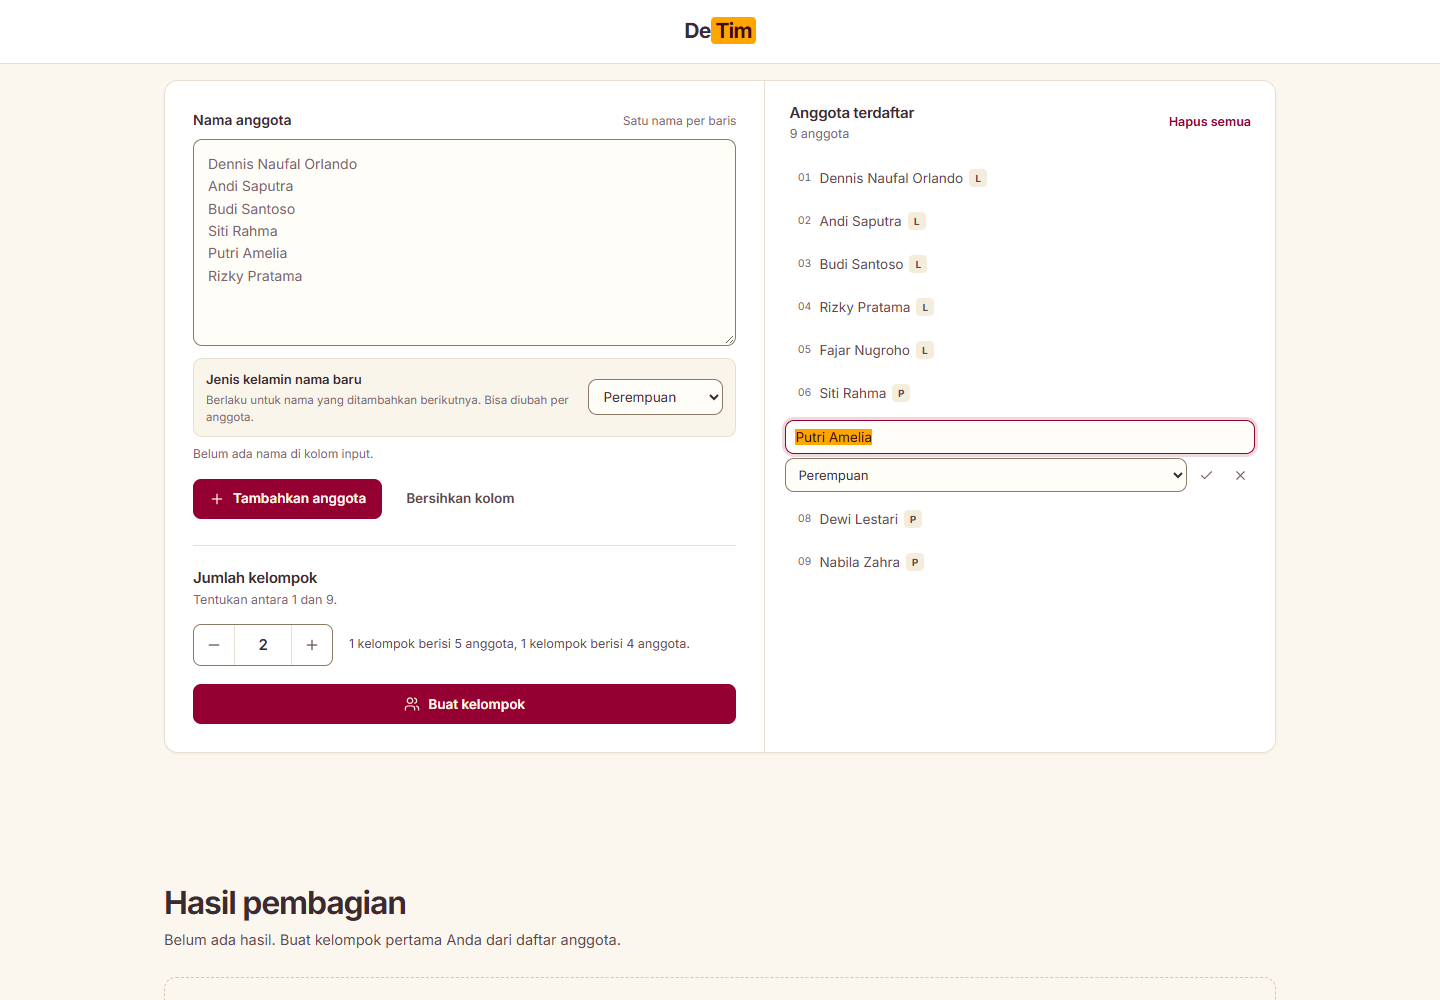 DeTim
Nama anggota
Satu nama per baris
Dennis Naufal Orlando
Andi Saputra
Budi Santoso
Siti Rahma
Putri Amelia
Rizky Pratama
Jenis kelamin nama baru
Berlaku untuk nama yang ditambahkan berikutnya. Bisa diubah per
anggota.
Perempuan
Belum ada nama di kolom input.
Tambahkan anggota
Bersihkan kolom
Jumlah kelompok
Tentukan antara 1 dan 9.
2
1 kelompok berisi 5 anggota, 1 kelompok berisi 4 anggota.
Buat kelompok
Anggota terdaftar
9 anggota
Hapus semua
01 Dennis Naufal Orlando L
02 Andi Saputra L
03 Budi Santoso L
04 Rizky Pratama L
05 Fajar Nugroho L
06 Siti Rahma P
Putri Amelia
Perempuan
08 Dewi Lestari P
09 Nabila Zahra P
Hasil pembagian
Belum ada hasil. Buat kelompok pertama Anda dari daftar anggota.